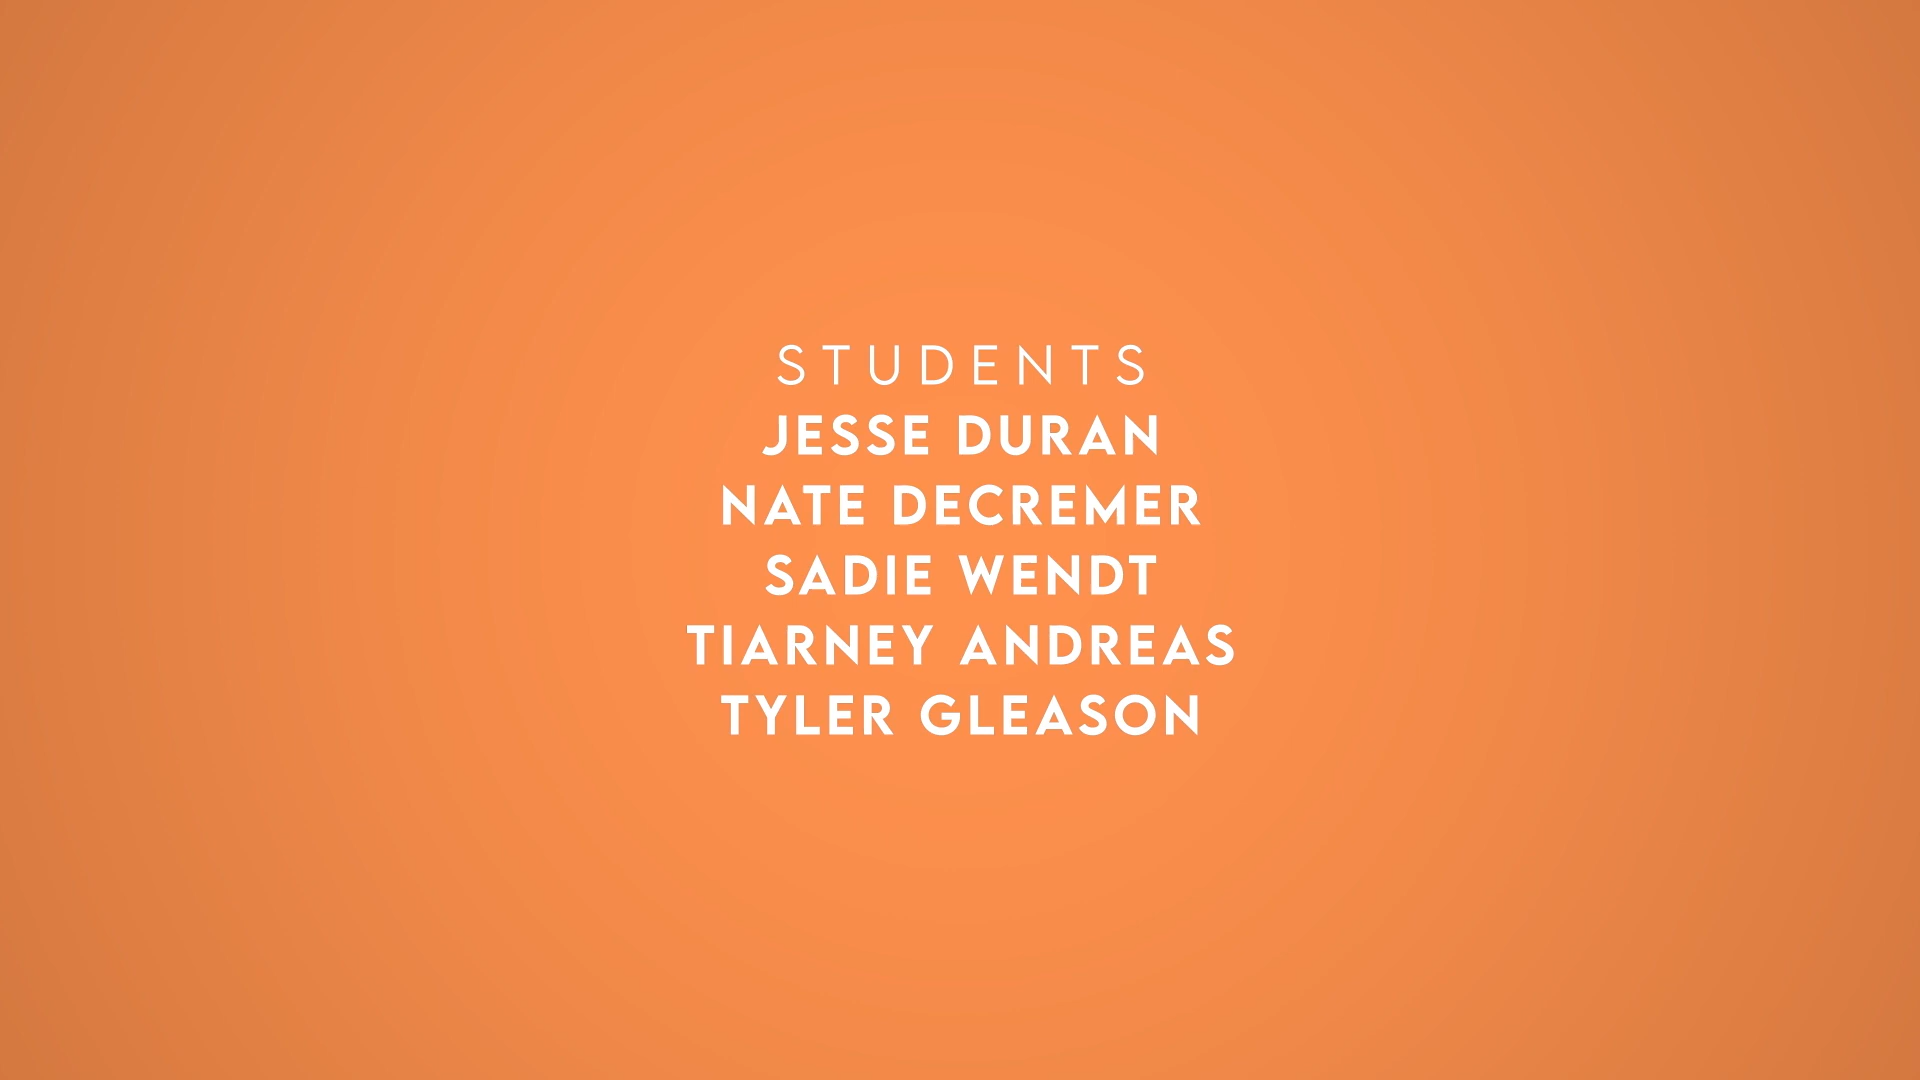 STUDENTS
JESSE DURAN
NATE DECREMER
SADIE WENDT
TIARNEY ANDREAS
TYLER GLEASON